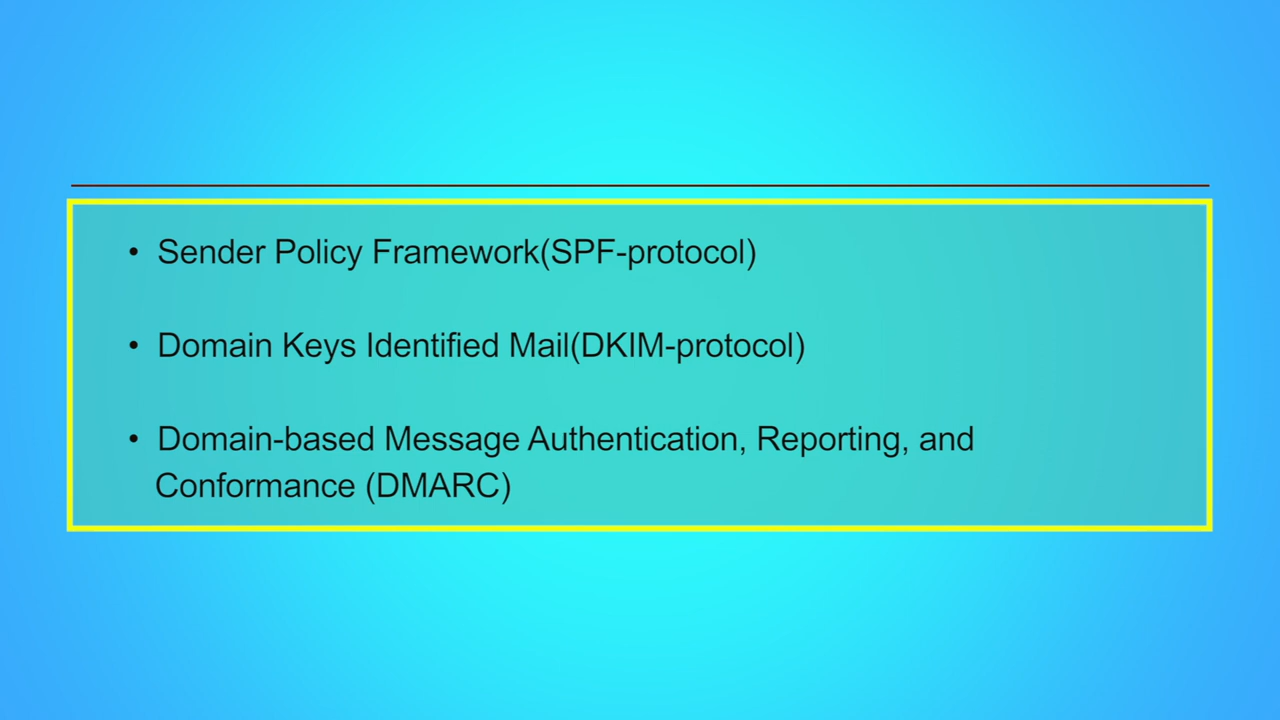 • Sender Policy Framework(SPF-protocol)
• Domain Keys Identified Mail(DKIM-protocol)
• Domain-based Message Authentication, Reporting, and
Conformance (DMARC)